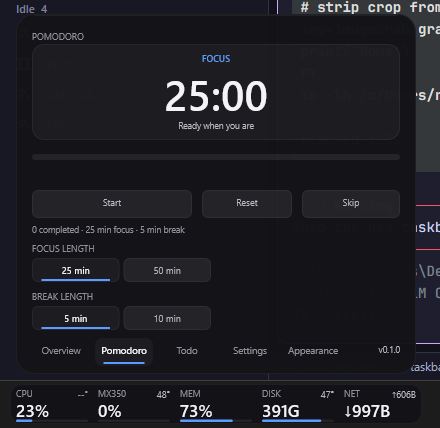 Idle 4
# strip crop from
POMODORO
FOCUS
25:00
Ready when you are
Start
Reset
Skip
0 completed · 25 min focus · 5 min break
FOCUS LENGTH
25 min
50 min
BREAK LENGTH
5 min
10 min
Overview
Pomodoro
Todo
Settings
Appearance
v0.1.0
CPU --° MX350 48° MEM DISK 47° NET ↑606B
23% 0% 73% 391G ↓997B